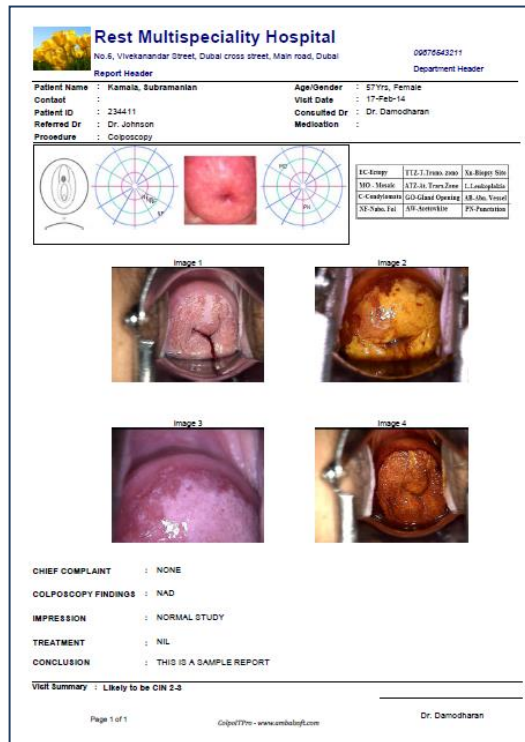 Rest Multispeciality Hospital
No.6, Vivekanandar Street, Dubai cross street, Main road, Dubai
09876543211
Report Header
Department Header
Patient Name : Kamala, Subramanian
Age/Gender : 57Yrs, Female
Contact :
Visit Date : 17-Feb-14
Patient ID : 234411
Consulted Dr : Dr. Damodharan
Referred Dr : Dr. Johnson
Medication :
Procedure : Colposcopy
MO
PN
EC-Ectopy TTZ-T.Trans. zone Xn-Biopsy Site
MO - Mosaic ATZ-At. Trans Zone L-Leukoplakia
C-Condylomata GO-Gland Opening AB-Abn. Vessel
NF-Nabo. Fol AW-Acetowhite PN-Punctation
Image 1
Image 2
Image 3
Image 4
CHIEF COMPLAINT : NONE
COLPOSCOPY FINDINGS : NAD
IMPRESSION : NORMAL STUDY
TREATMENT : NIL
CONCLUSION : THIS IS A SAMPLE REPORT
Visit Summary : Likely to be CIN 2-3
Page 1 of 1
ColpoITPro - www.ambalsoft.com
Dr. Damodharan